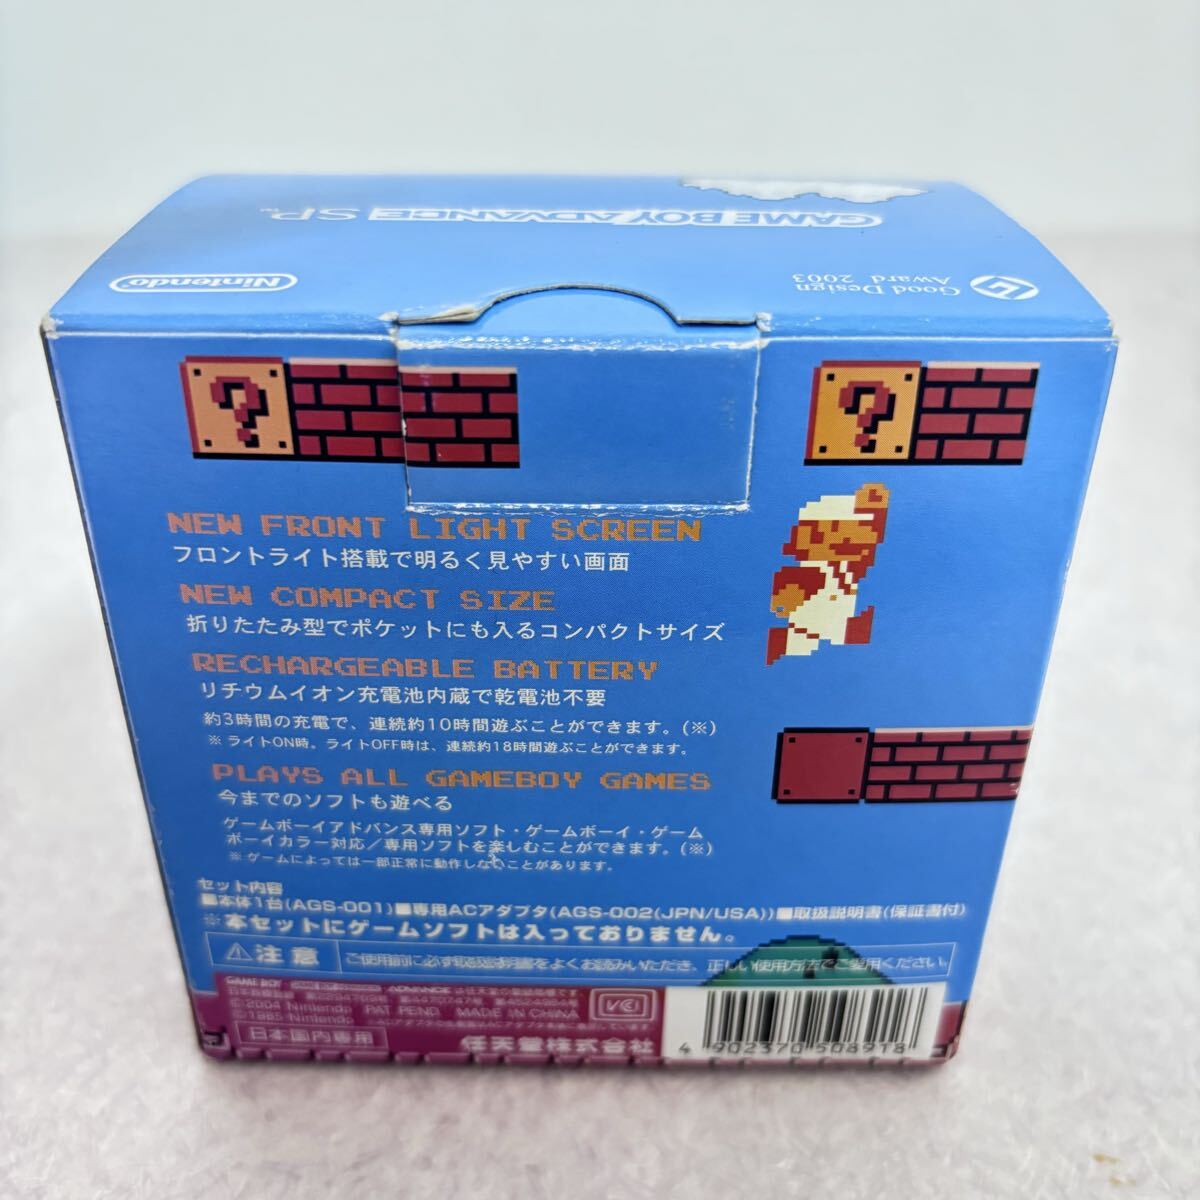 GAME BOY ADVANCE SP™
Nintendo
Good Design
Award 2003
NEW FRONT LIGHT SCREEN
フロントライト搭載で明るく見やすい画面
NEW COMPACT SIZE
折りたたみ型でポケットにも入るコンパクトサイズ
RECHARGEABLE BATTERY
リチウムイオン充電池内蔵で乾電池不要
約3時間の充電で、連続約10時間遊ぶことができます。(※)
※ ライトON時。ライトOFF時は、連続約18時間遊ぶことができます。
PLAYS ALL GAMEBOY GAMES
今までのソフトも遊べる
ゲームボーイアドバンス専用ソフト・ゲームボーイ・ゲーム
ボーイカラー対応／専用ソフトを楽しむことができます。(※)
※ ゲームによっては一部正常に動作しないことがあります。
セット内容
■本体1台(AGS-001)■専用ACアダプタ(AGS-002(JPN/USA))■取扱説明書(保証書付)
※本セットにゲームソフトは入っておりません。
⚠注意 ご使用前に必ず取扱説明書をよくお読みいただき、正しい使用方法でご愛用ください。
©2004 Nintendo PAT. PEND. MADE IN CHINA
©1985 Nintendo
日本国内専用
任天堂株式会社
4 902370 508918